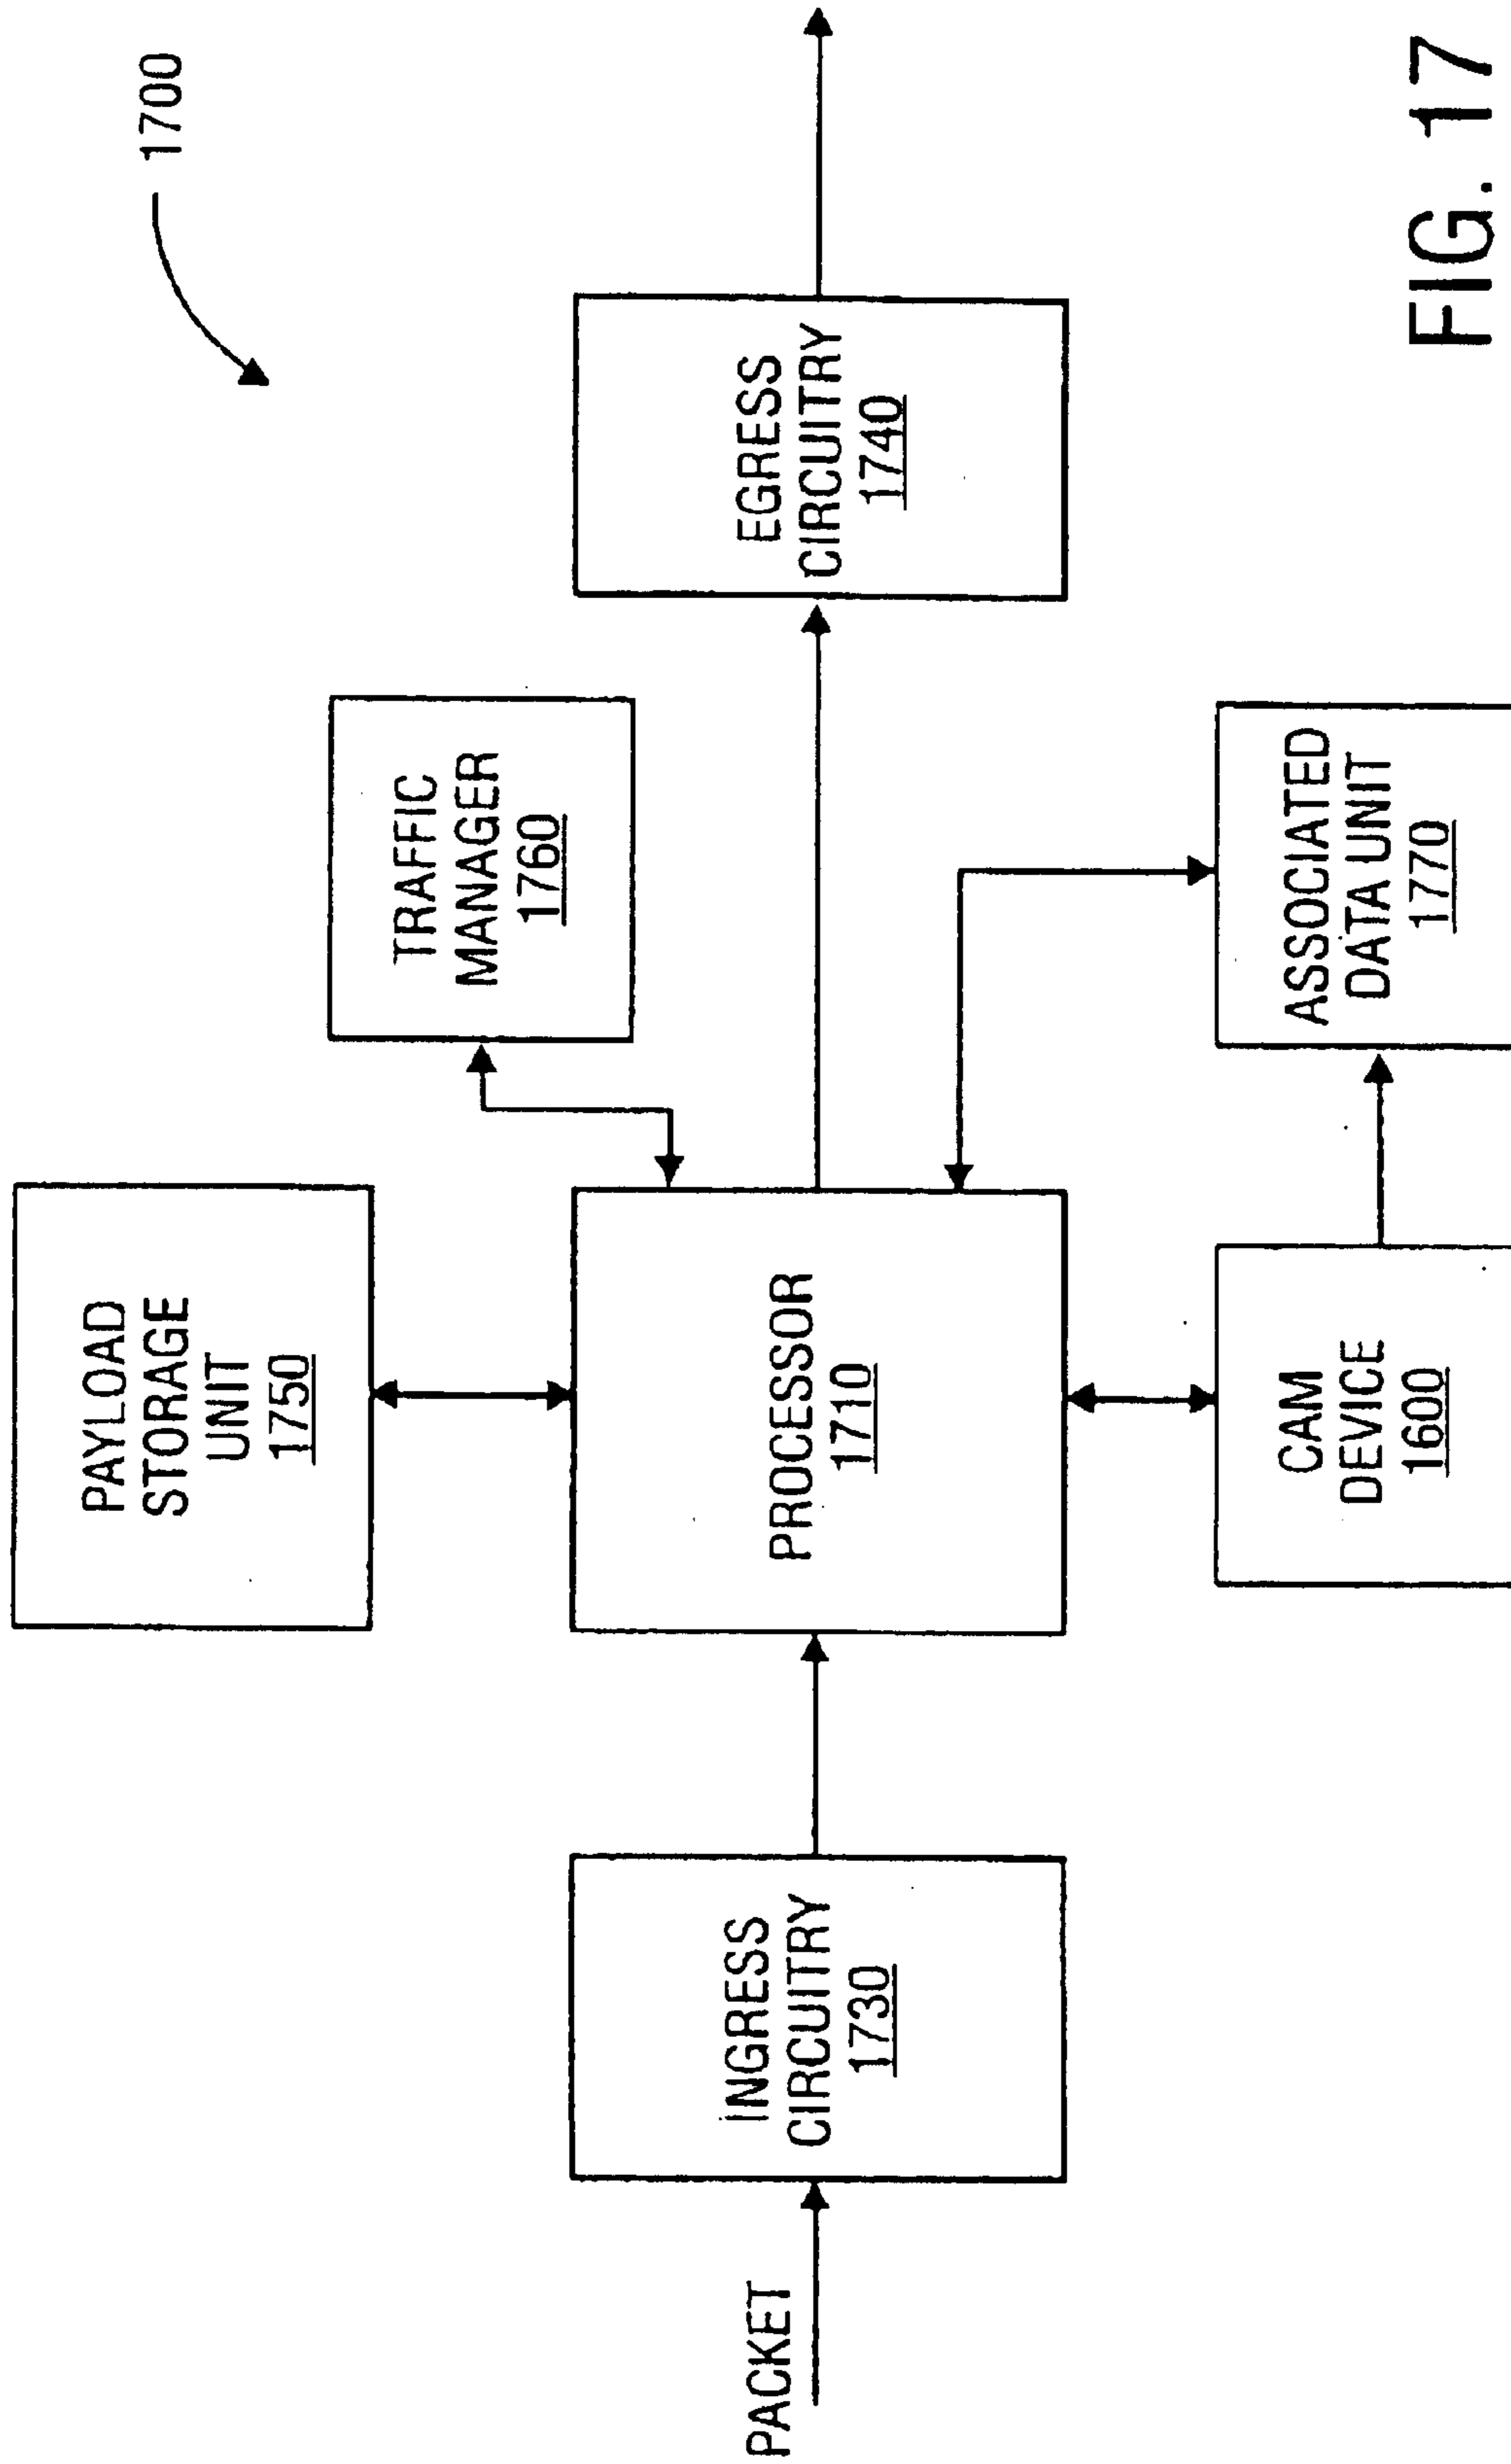 1700
PAYLOAD
STORAGE
UNIT
1750
TRAFFIC
MANAGER
1760
PACKET
INGRESS
CIRCUITRY
1730
PROCESSOR
1710
EGRESS
CIRCUITRY
1740
CAM
DEVICE
1600
ASSOCIATED
DATA UNIT
1770
FIG. 17